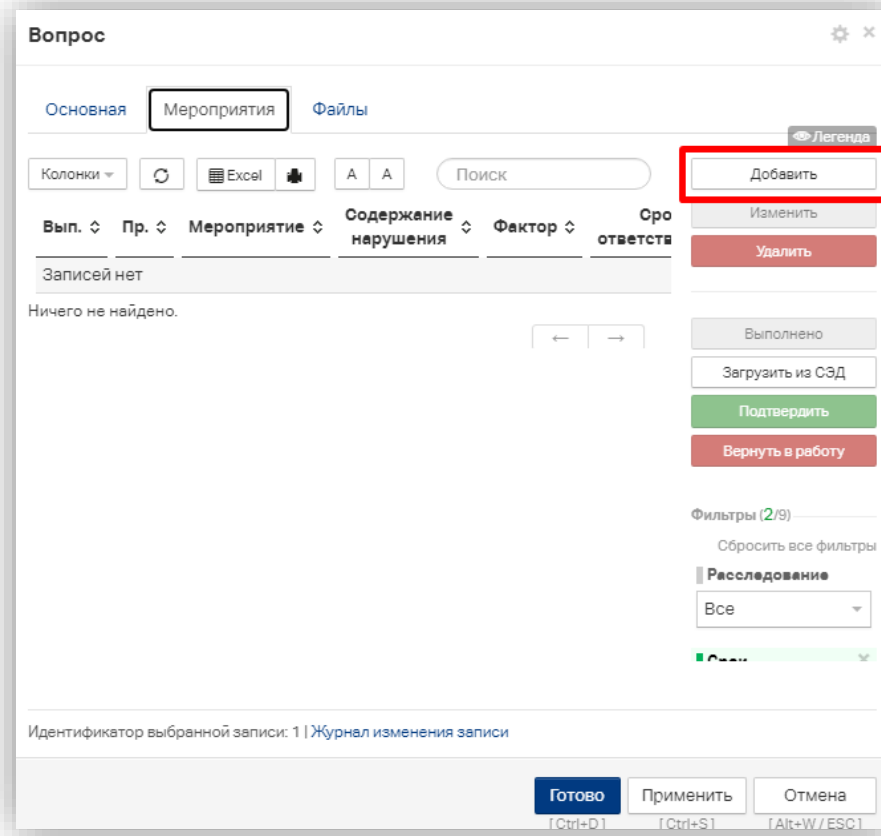 Вопрос
Основная Мероприятия Файлы
Легенда
Колонки Excel А А Поиск Добавить
Изменить
Вып. Пр. Мероприятие Содержание нарушения Фактор Сро ответств
Удалить
Записей нет
Ничего не найдено.
← →
Выполнено
Загрузить из СЭД
Подтвердить
Вернуть в работу
Фильтры (2/9)
Сбросить все фильтры
Расследование
Все
Идентификатор выбранной записи: 1 | Журнал изменения записи
Готово Применить Отмена
[Ctrl+D] [Ctrl+S] [Alt+W / ESC]